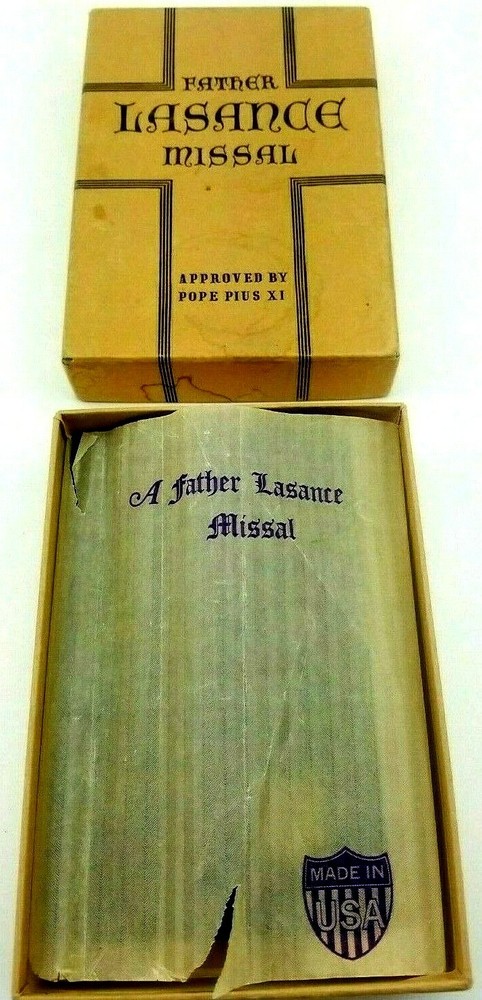 FATHER
LASANCE
MISSAL
APPROVED BY
POPE PIUS XI
A Father Lasance
Missal
MADE IN
USA